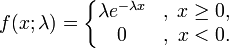 f(x; λ) = { λe^{-λx} , x ≥ 0,
0 , x < 0.